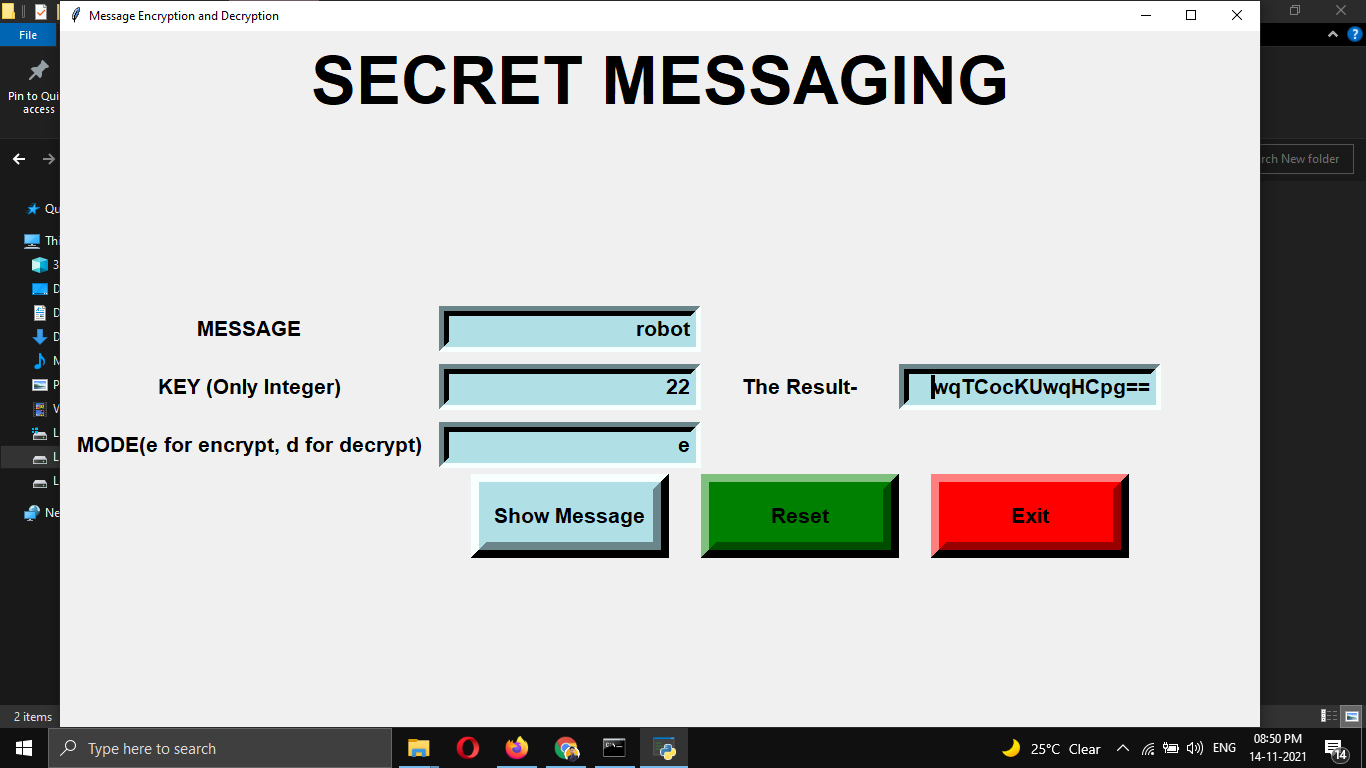 Message Encryption and Decryption
File
SECRET MESSAGING
Pin to Qui
access
rch New folder
Qu
Thi
3
D
D
D
M
P
V
L
L
L
Ne
MESSAGE robot
KEY (Only Integer) 22 The Result- wqTCocKUwqHCpg==
MODE(e for encrypt, d for decrypt) e
Show Message Reset Exit
2 items
Type here to search
25°C Clear ENG 08:50 PM
14-11-2021
14